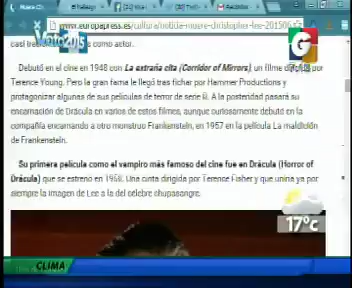 www.europapress.es/cultura/noticia-muere-christopher-lee-201506
Voto2015
como actor.
G
Debutó en el cine en 1948 con La extraña cita (Corridor of Mirrors), un filme dirigido por
Terence Young. Pero la gran fama le llegó tras fichar por Hammer Productions y
protagonizar algunas de sus películas de terror de serie B. A la posteridad pasará su
encarnación de Drácula en varios de estos filmes, aunque curiosamente debutó en la
compañía encarnando a otro monstruo Frankenstein, en 1957 en la película La maldición
de Frankenstein.
Su primera película como el vampiro más famoso del cine fue en Drácula (Horror of
Drácula) que se estrenó en 1958. Una cinta dirigida por Terence Fisher y que uniría ya por
siempre la imagen de Lee a la del célebre chupasangre.
17°C
CLIMA